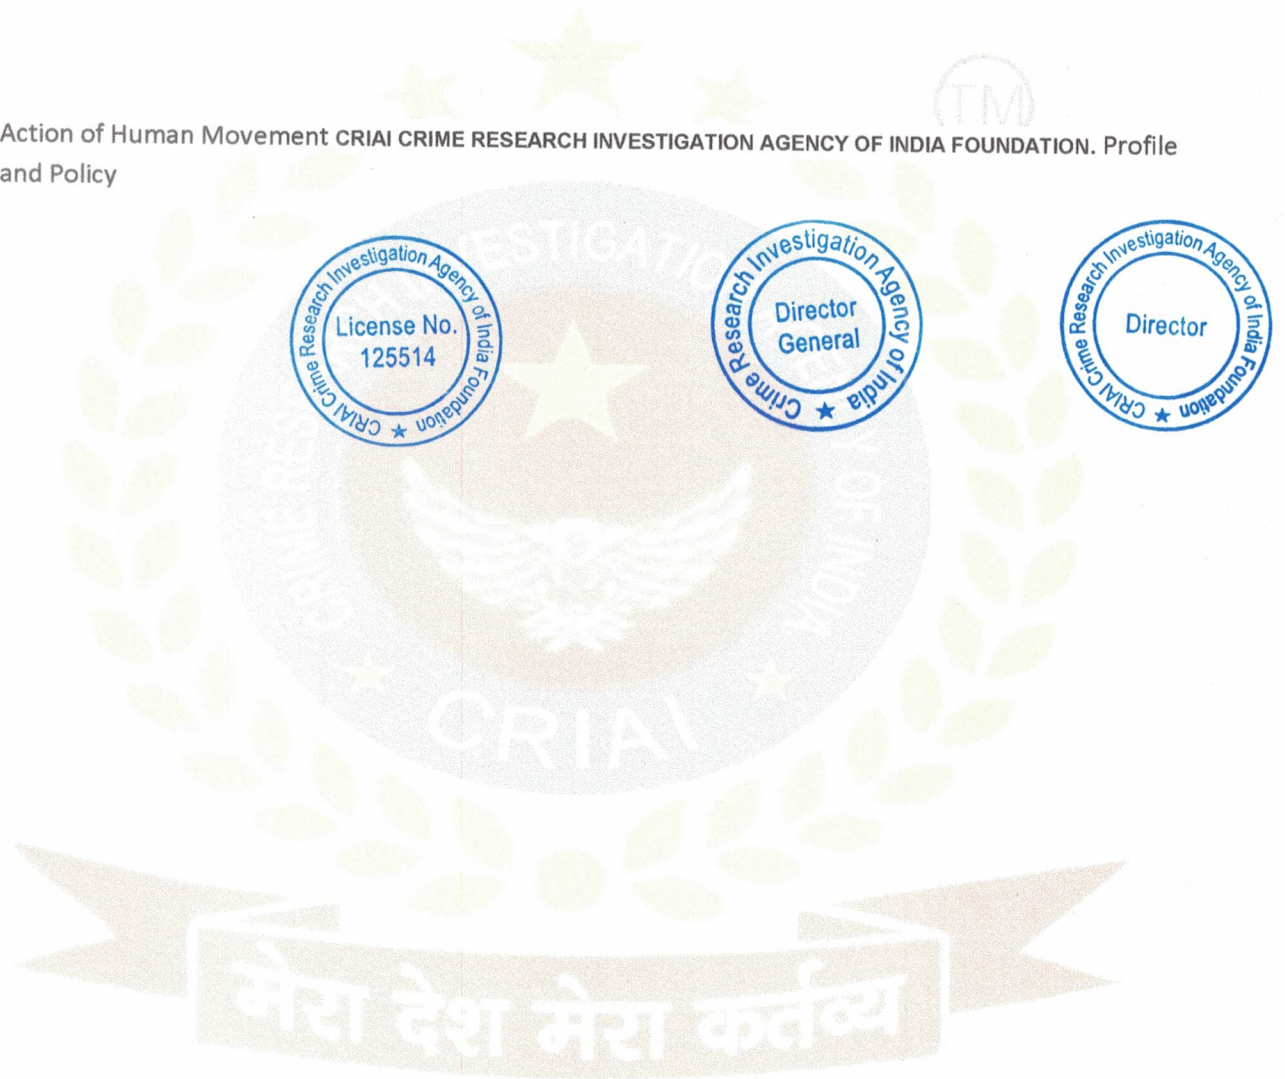 TM
Action of Human Movement CRIAI CRIME RESEARCH INVESTIGATION AGENCY OF INDIA FOUNDATION. Profile
and Policy
CRIAI Crime Research Investigation Agency of India Foundation ★
License No.
125514
Crime Research Investigation Agency of India ★
Director
General
CRIAI Crime Research Investigation Agency of India Foundation ★
Director
CRIME RESEARCH INVESTIGATION AGENCY OF INDIA
CRIAI
मेरा देश मेरा कर्तव्य